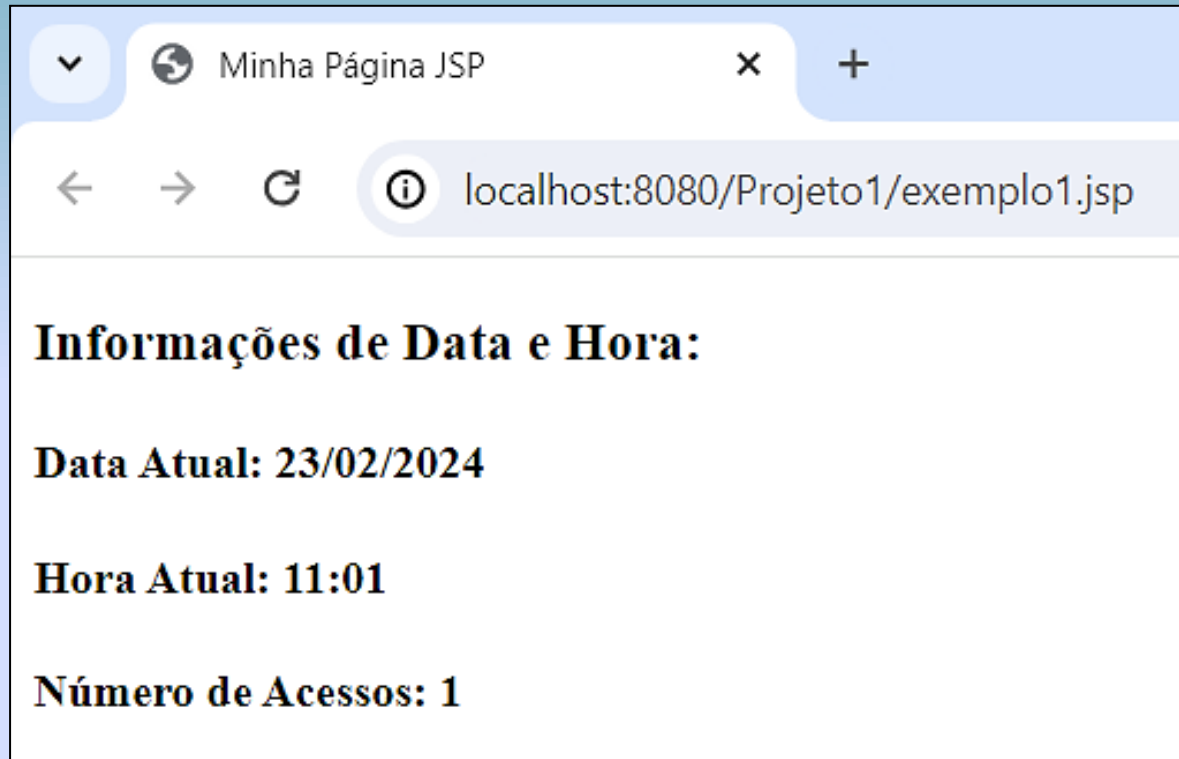 Minha Página JSP
localhost:8080/Projeto1/exemplo1.jsp
Informações de Data e Hora:
Data Atual: 23/02/2024
Hora Atual: 11:01
Número de Acessos: 1